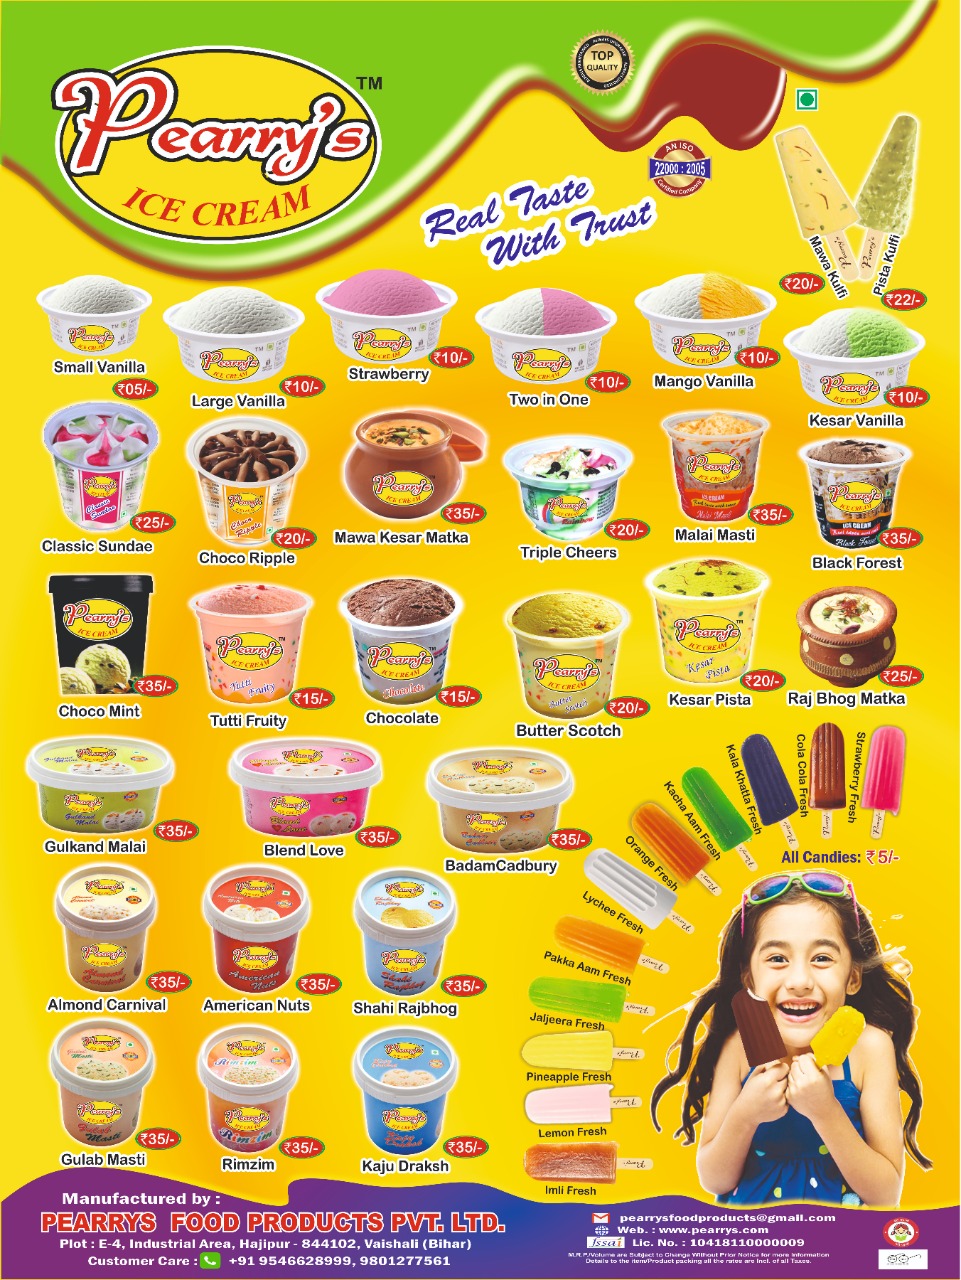 Pearry's
TM
ICE CREAM
TOP
QUALITY
AN ISO
22000 : 2005
Certified Company
Real Taste
With Trust
Mawa Kulfi
₹20/-
Pista Kulfi
₹22/-
Small Vanilla
₹05/-
Large Vanilla
₹10/-
Strawberry
₹10/-
Two in One
₹10/-
Mango Vanilla
₹10/-
Kesar Vanilla
₹10/-
Classic Sundae
₹25/-
Choco Ripple
₹20/-
Mawa Kesar Matka
₹35/-
Triple Cheers
₹20/-
Malai Masti
₹35/-
Black Forest
₹35/-
Choco Mint
₹35/-
Tutti Fruity
₹15/-
Chocolate
₹15/-
Butter Scotch
₹20/-
Kesar Pista
₹20/-
Raj Bhog Matka
₹25/-
Gulkand Malai
₹35/-
Blend Love
₹35/-
BadamCadbury
₹35/-
Almond Carnival
₹35/-
American Nuts
₹35/-
Shahi Rajbhog
₹35/-
Gulab Masti
₹35/-
Rimzim
₹35/-
Kaju Draksh
₹35/-
Strawberry Fresh
Cola Cola Fresh
Kala Khatta Fresh
Kacha Aam Fresh
Orange Fresh
Lychee Fresh
Pakka Aam Fresh
Jaljeera Fresh
Pineapple Fresh
Lemon Fresh
Imli Fresh
All Candies: ₹ 5/-
Manufactured by :
PEARRYS FOOD PRODUCTS PVT. LTD.
Plot : E-4, Industrial Area, Hajipur - 844102, Vaishali (Bihar)
Customer Care : +91 9546628999, 9801277561
pearrysfoodproducts@gmail.com
Web. : www.pearrys.com
fssai Lic. No. : 10418110000009
M.R.P./Volume are Subject to Change Without Prior Notice for more Information
Details to the item/Product packing all the rates are Incl. of all Taxes.